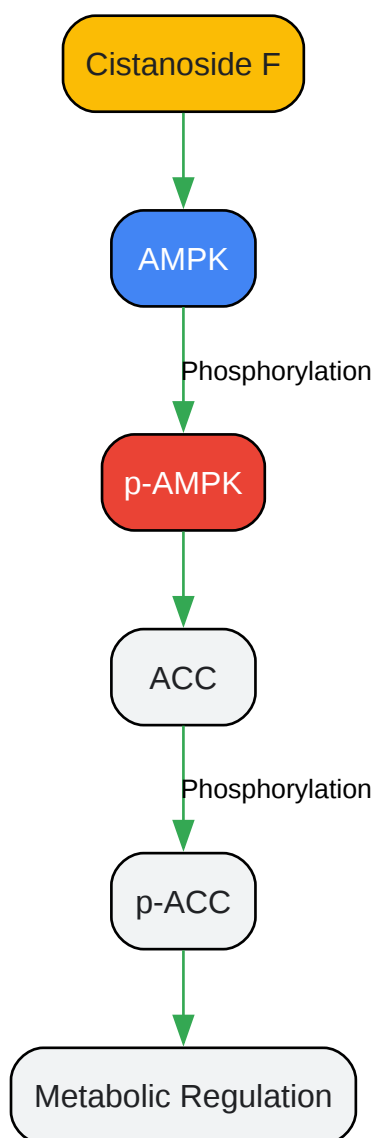 Cistanoside F
AMPK
Phosphorylation
p-AMPK
ACC
Phosphorylation
p-ACC
Metabolic Regulation